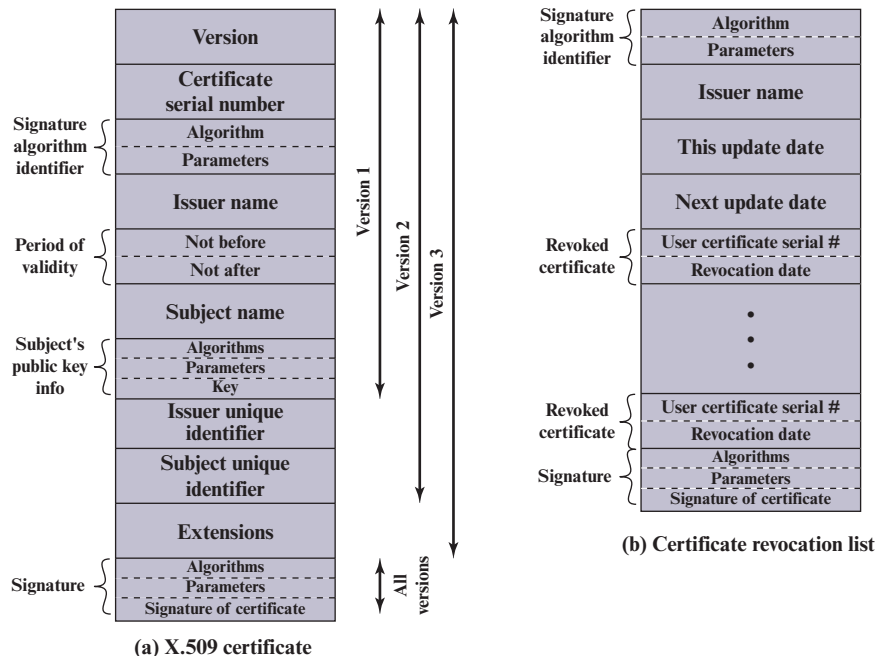 Version
Certificate
serial number
Signature
algorithm
identifier
Algorithm
Parameters
Issuer name
Period of
validity
Not before
Not after
Subject name
Subject's
public key
info
Algorithms
Parameters
Key
Issuer unique
identifier
Subject unique
identifier
Extensions
Signature
Algorithms
Parameters
Signature of certificate
Version 1
Version 2
Version 3
All
versions
(a) X.509 certificate
Signature
algorithm
identifier
Algorithm
Parameters
Issuer name
This update date
Next update date
Revoked
certificate
User certificate serial #
Revocation date
Revoked
certificate
User certificate serial #
Revocation date
Signature
Algorithms
Parameters
Signature of certificate
(b) Certificate revocation list